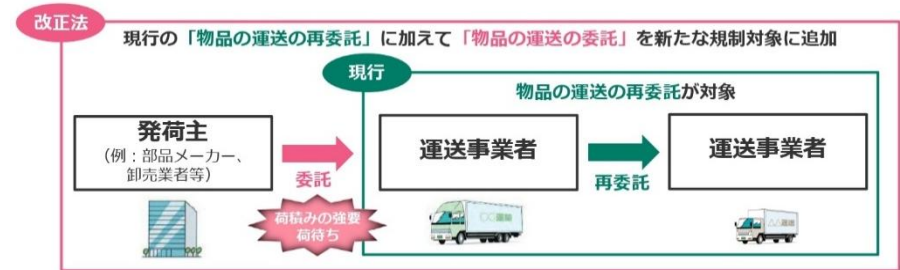 改正法
現行の「物品の運送の再委託」に加えて「物品の運送の委託」を新たな規制対象に追加
現行
物品の運送の再委託が対象
発荷主
(例：部品メーカー、
卸売業者等)
委託
荷積みの強要
荷待ち
運送事業者
再委託
運送事業者